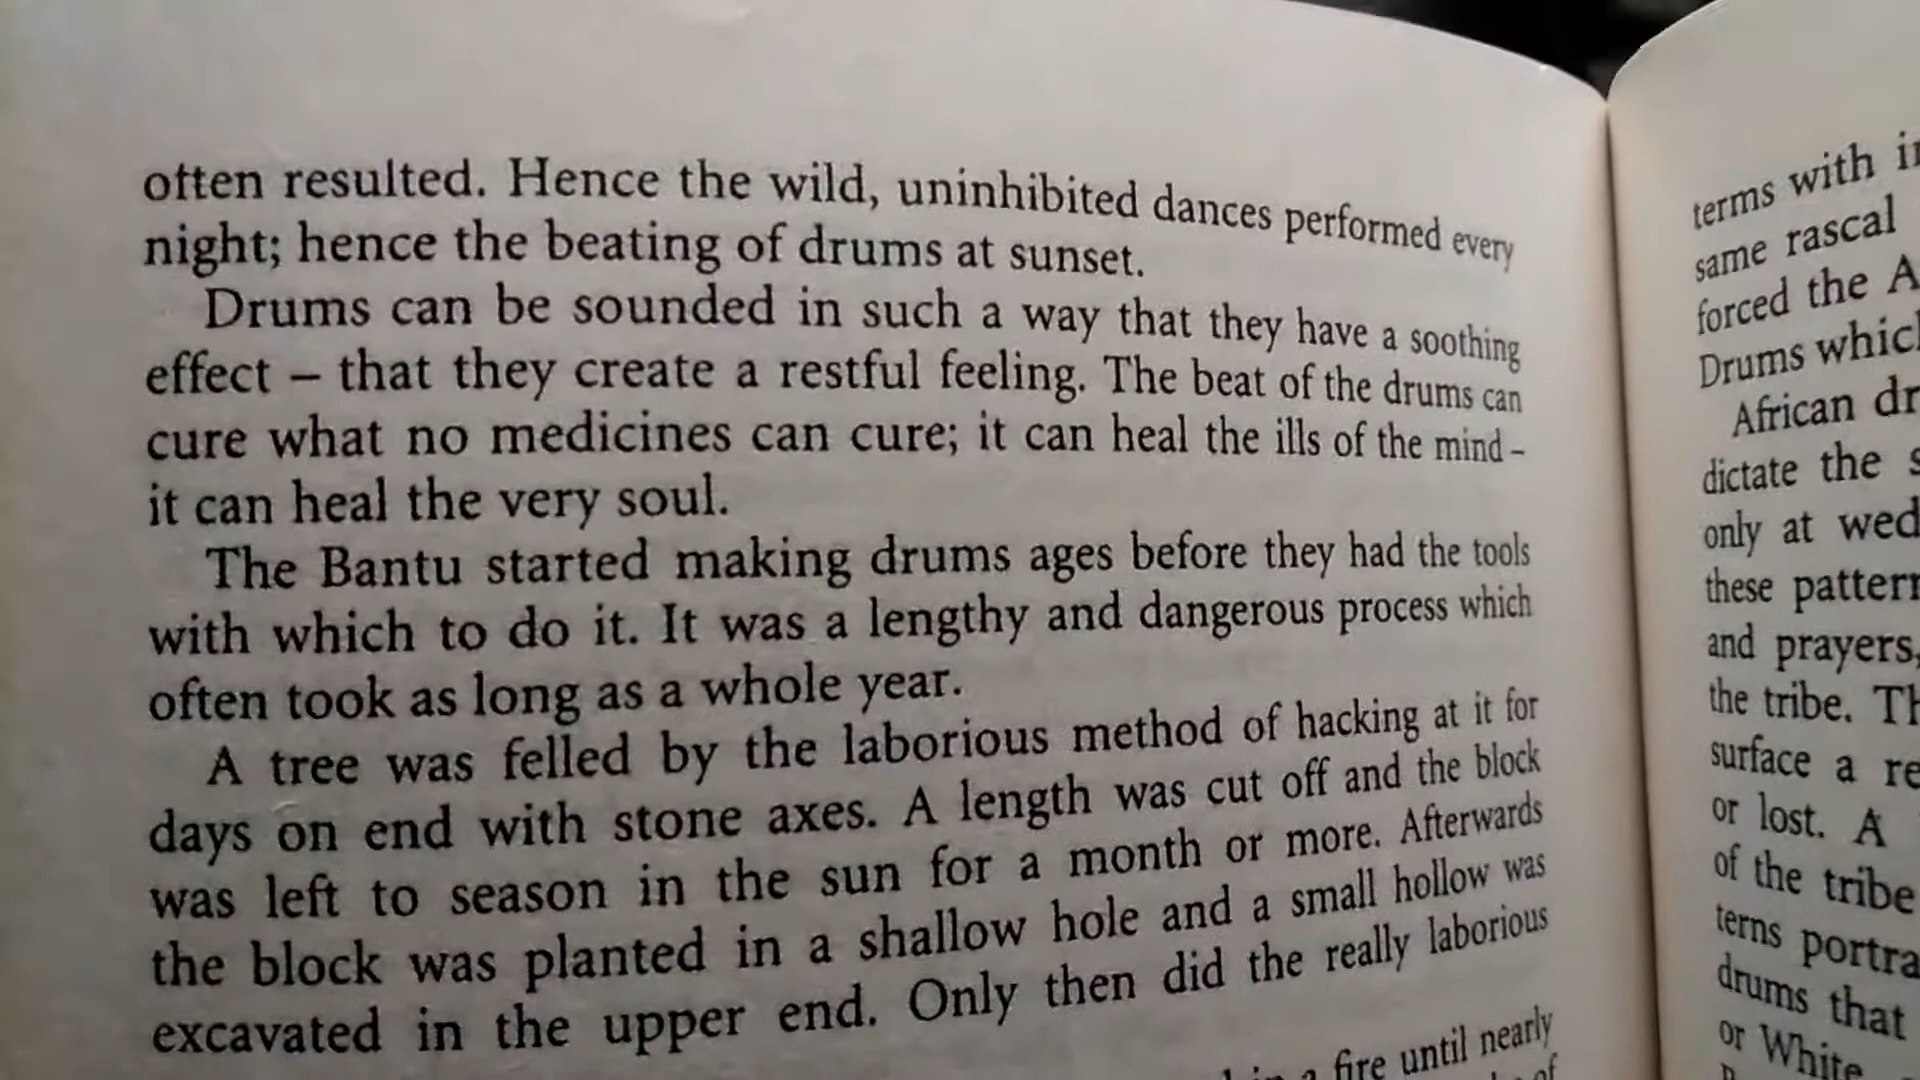 often resulted. Hence the wild, uninhibited dances performed every
night; hence the beating of drums at sunset.
Drums can be sounded in such a way that they have a soothing
effect – that they create a restful feeling. The beat of the drums can
cure what no medicines can cure; it can heal the ills of the mind –
it can heal the very soul.
The Bantu started making drums ages before they had the tools
with which to do it. It was a lengthy and dangerous process which
often took as long as a whole year.
A tree was felled by the laborious method of hacking at it for
days on end with stone axes. A length was cut off and the block
was left to season in the sun for a month or more. Afterwards
the block was planted in a shallow hole and a small hollow was
excavated in the upper end. Only then did the really laborious
in a fire until nearly
of
terms with
same rascal
forced the A
Drums which
African
dictate the
only at
these
and prayers,
the tribe.
surface a
or lost. A
of the tribe
terns
drums that
or White